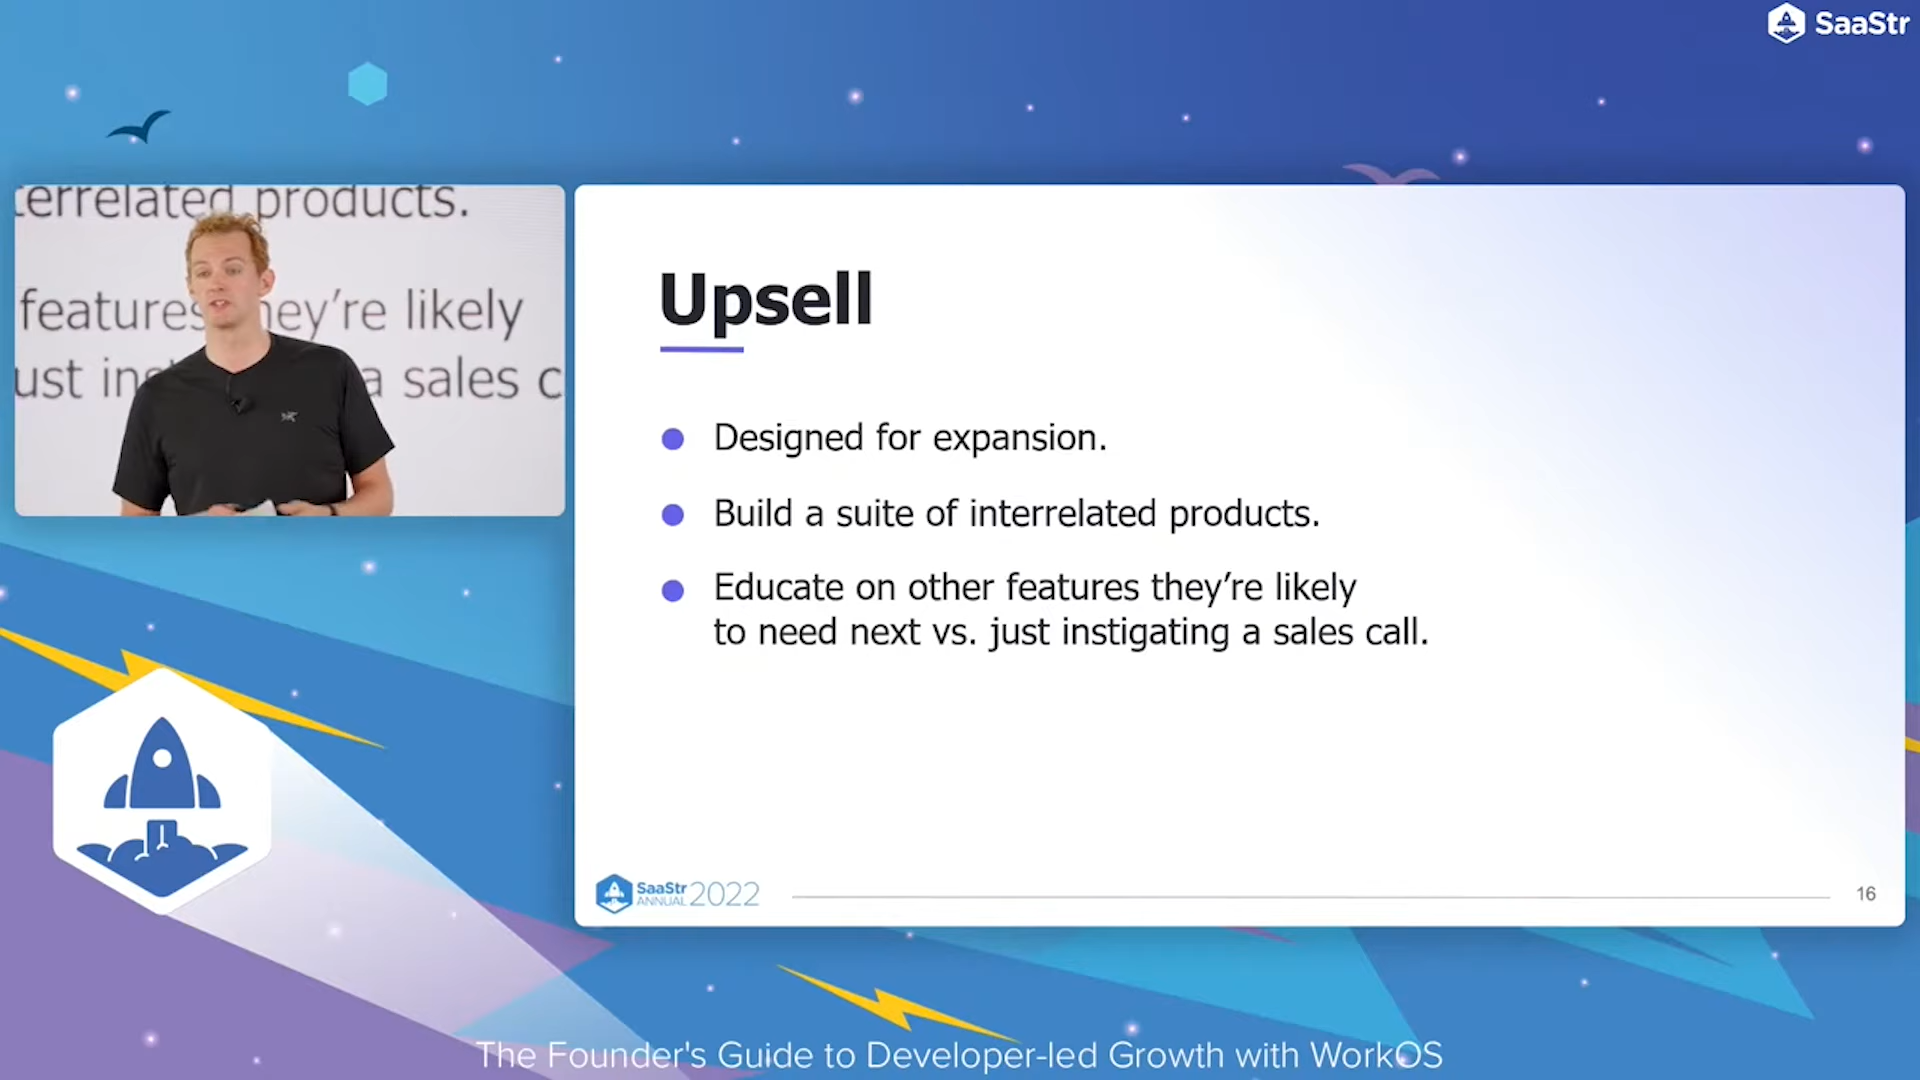 SaaStr
terrelated products.
features they're likely
ust in a sales c
Upsell
Designed for expansion.
Build a suite of interrelated products.
Educate on other features they’re likely
to need next vs. just instigating a sales call.
SaaStr
ANNUAL 2022
16
The Founder's Guide to Developer-led Growth with WorkOS